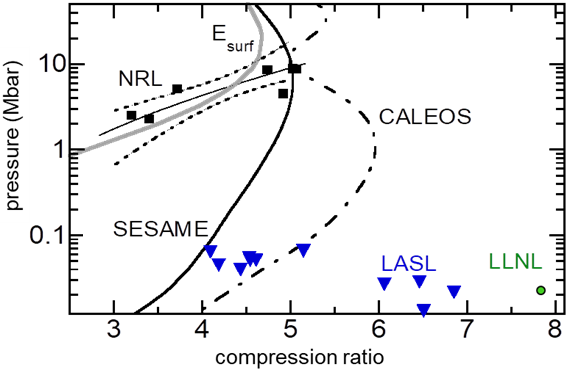 E surf
NRL
CALEOS
SESAME
LASL
LLNL
pressure (Mbar)
10
1
0.1
3 4 5 6 7 8
compression ratio